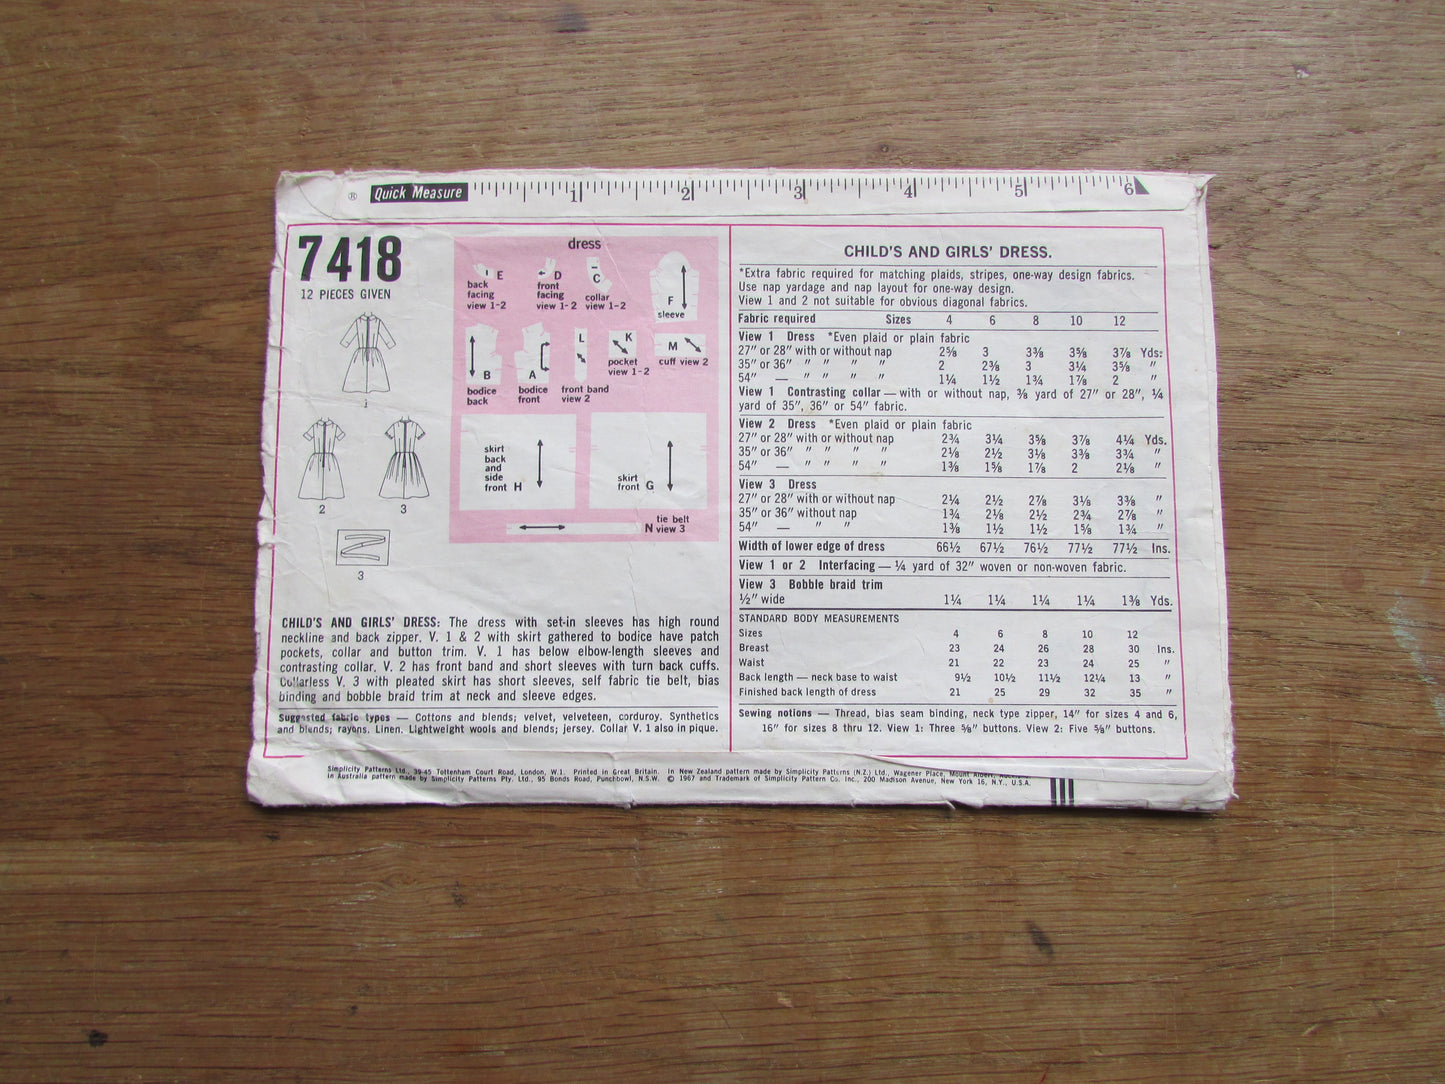 ® Quick Measure 1 2 3 4 5 6
7418
12 PIECES GIVEN
1
2 3
3
dress
E
back
facing
view 1-2
D
front
facing
view 1-2
C
collar
view 1-2
F
sleeve
B
bodice
back
A
bodice
front
L
front band
view 2
K
pocket
view 1-2
M
cuff view 2
skirt
back
and
side
front H
skirt
front G
tie belt
N view 3
CHILD'S AND GIRLS' DRESS: The dress with set-in sleeves has high round
neckline and back zipper. V. 1 & 2 with skirt gathered to bodice have patch
pockets, collar and button trim. V. 1 has below elbow-length sleeves and
contrasting collar. V. 2 has front band and short sleeves with turn back cuffs.
Collarless V. 3 with pleated skirt has short sleeves, self fabric tie belt, bias
binding and bobble braid trim at neck and sleeve edges.
Suggested fabric types — Cottons and blends; velvet, velveteen, corduroy. Synthetics
and blends; rayons. Linen. Lightweight wools and blends; jersey. Collar V. 1 also in pique.
CHILD'S AND GIRLS' DRESS.
*Extra fabric required for matching plaids, stripes, one-way design fabrics.
Use nap yardage and nap layout for one-way design.
View 1 and 2 not suitable for obvious diagonal fabrics.
Fabric required Sizes 4 6 8 10 12
View 1 Dress *Even plaid or plain fabric
27" or 28" with or without nap 2⅝ 3 3⅜ 3⅝ 3⅞ Yds.
35" or 36" " " " " 2 2⅜ 3 3¼ 3⅝ "
54" — " " " " 1¼ 1½ 1¾ 1⅞ 2 "
View 1 Contrasting collar — with or without nap, ⅜ yard of 27" or 28", ¼
yard of 35", 36" or 54" fabric.
View 2 Dress *Even plaid or plain fabric
27" or 28" with or without nap 2¾ 3¼ 3⅝ 3⅞ 4¼ Yds.
35" or 36" " " " " 2⅛ 2½ 3⅛ 3⅜ 3¾ "
54" — " " " " 1⅜ 1⅝ 1⅞ 2 2⅛ "
View 3 Dress
27" or 28" with or without nap 2¼ 2½ 2⅞ 3⅛ 3⅜ "
35" or 36" without nap 1¾ 2⅛ 2½ 2¾ 2⅞ "
54" — " " 1⅜ 1½ 1½ 1⅝ 1¾ "
Width of lower edge of dress 66½ 67½ 76½ 77½ 77½ Ins.
View 1 or 2 Interfacing — ¼ yard of 32" woven or non-woven fabric.
View 3 Bobble braid trim
½" wide 1¼ 1¼ 1¼ 1¼ 1⅜ Yds.
STANDARD BODY MEASUREMENTS
Sizes 4 6 8 10 12
Breast 23 24 26 28 30 Ins.
Waist 21 22 23 24 25 "
Back length — neck base to waist 9½ 10½ 11½ 12¼ 13 "
Finished back length of dress 21 25 29 32 35 "
Sewing notions — Thread, bias seam binding, neck type zipper, 14" for sizes 4 and 6,
16" for sizes 8 thru 12. View 1: Three ⅝" buttons. View 2: Five ⅝" buttons.
Simplicity Patterns Ltd., 39-45 Tottenham Court Road, London, W.1. Printed in Great Britain. In New Zealand pattern made by Simplicity Patterns (N.Z.) Ltd., Wagener Place, Mount Albert,
in Australia pattern made by Simplicity Patterns Pty. Ltd., 95 Bonds Road, Punchbowl, N.S.W. © 1967 and Trademark of Simplicity Pattern Co. Inc., 200 Madison Avenue, New York 16, N.Y., U.S.A.